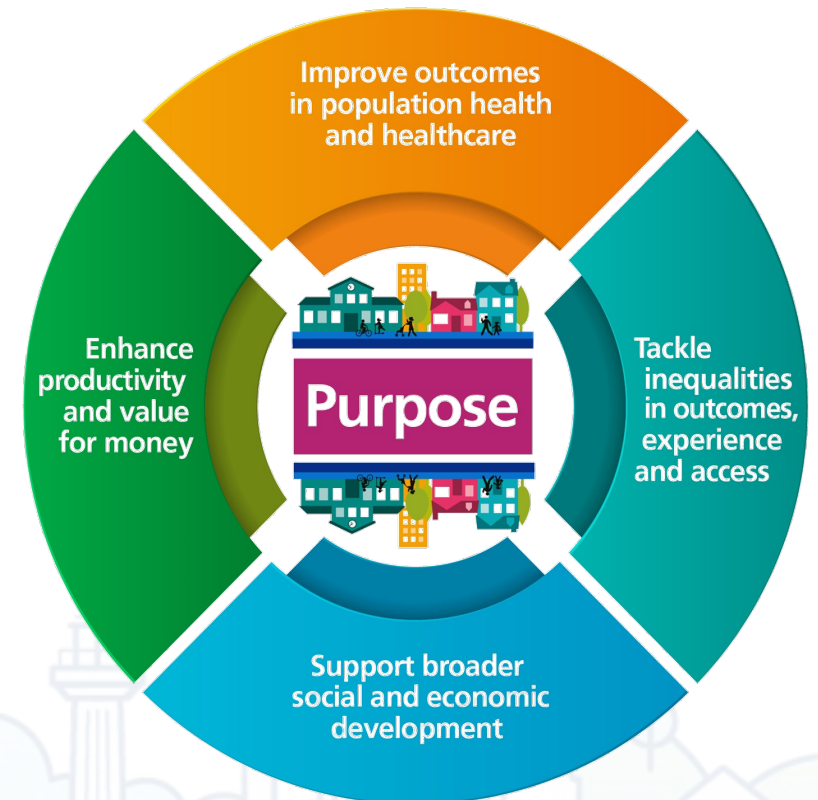 Improve outcomes
in population health
and healthcare
Enhance
productivity
and value
for money
Purpose
Tackle
inequalities
in outcomes,
experience
and access
Support broader
social and economic
development